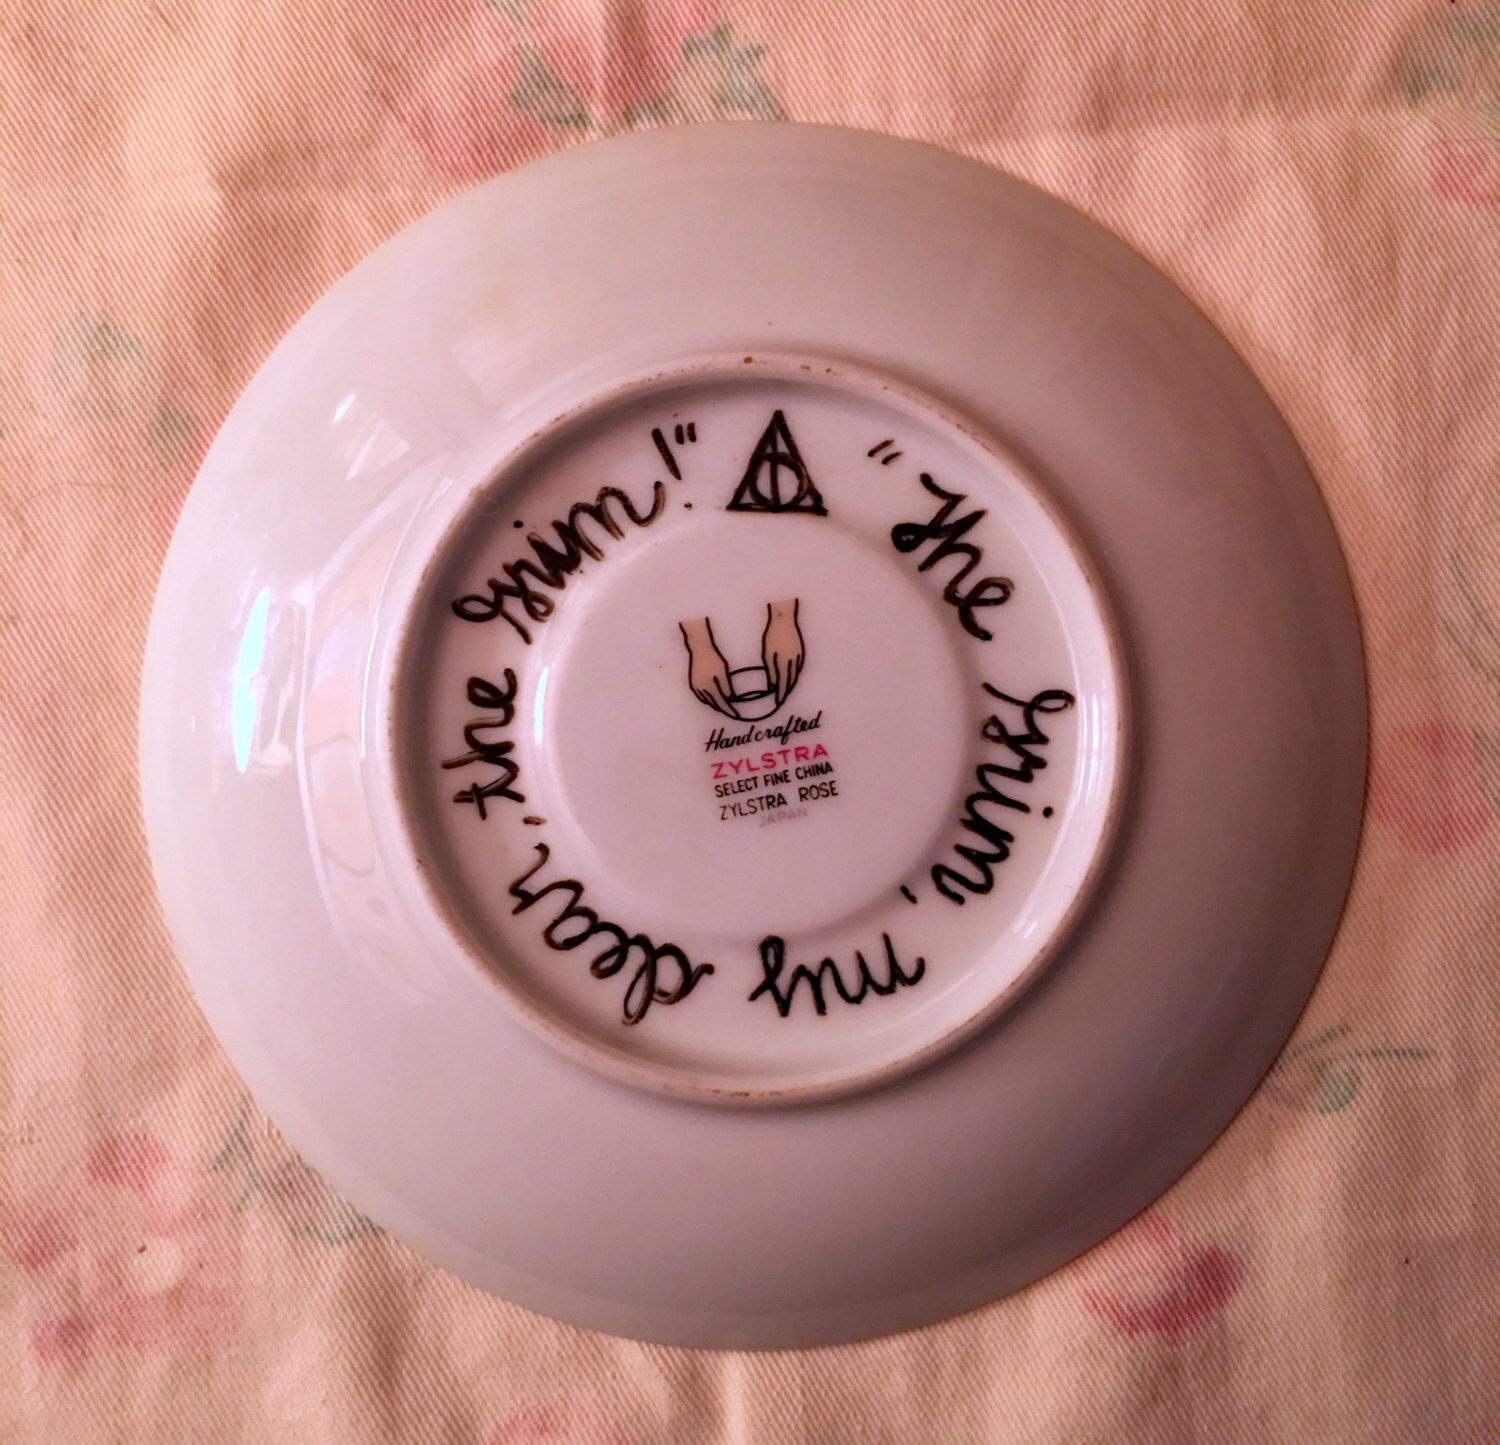 "The Grim, my dear, the Grim!"
Handcrafted
ZYLSTRA
SELECT FINE CHINA
ZYLSTRA ROSE
JAPAN